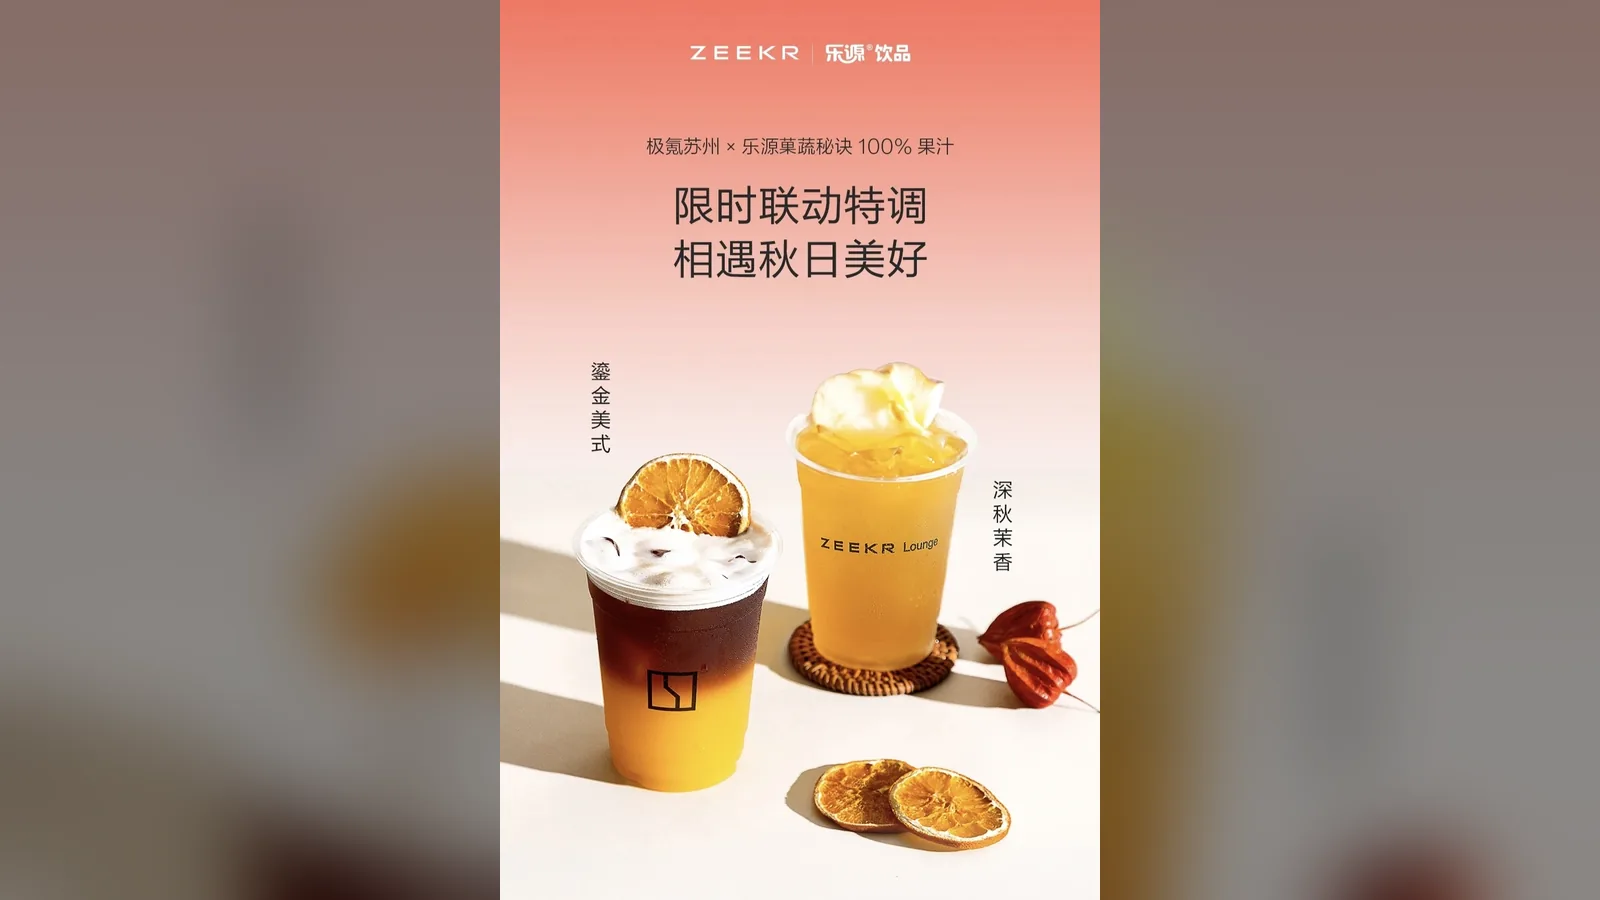 ZEEKR | 乐源®饮品
极氪苏州 × 乐源菓蔬秘诀 100% 果汁
限时联动特调
相遇秋日美好
鎏金美式
深秋茉香
ZEEKR Lounge